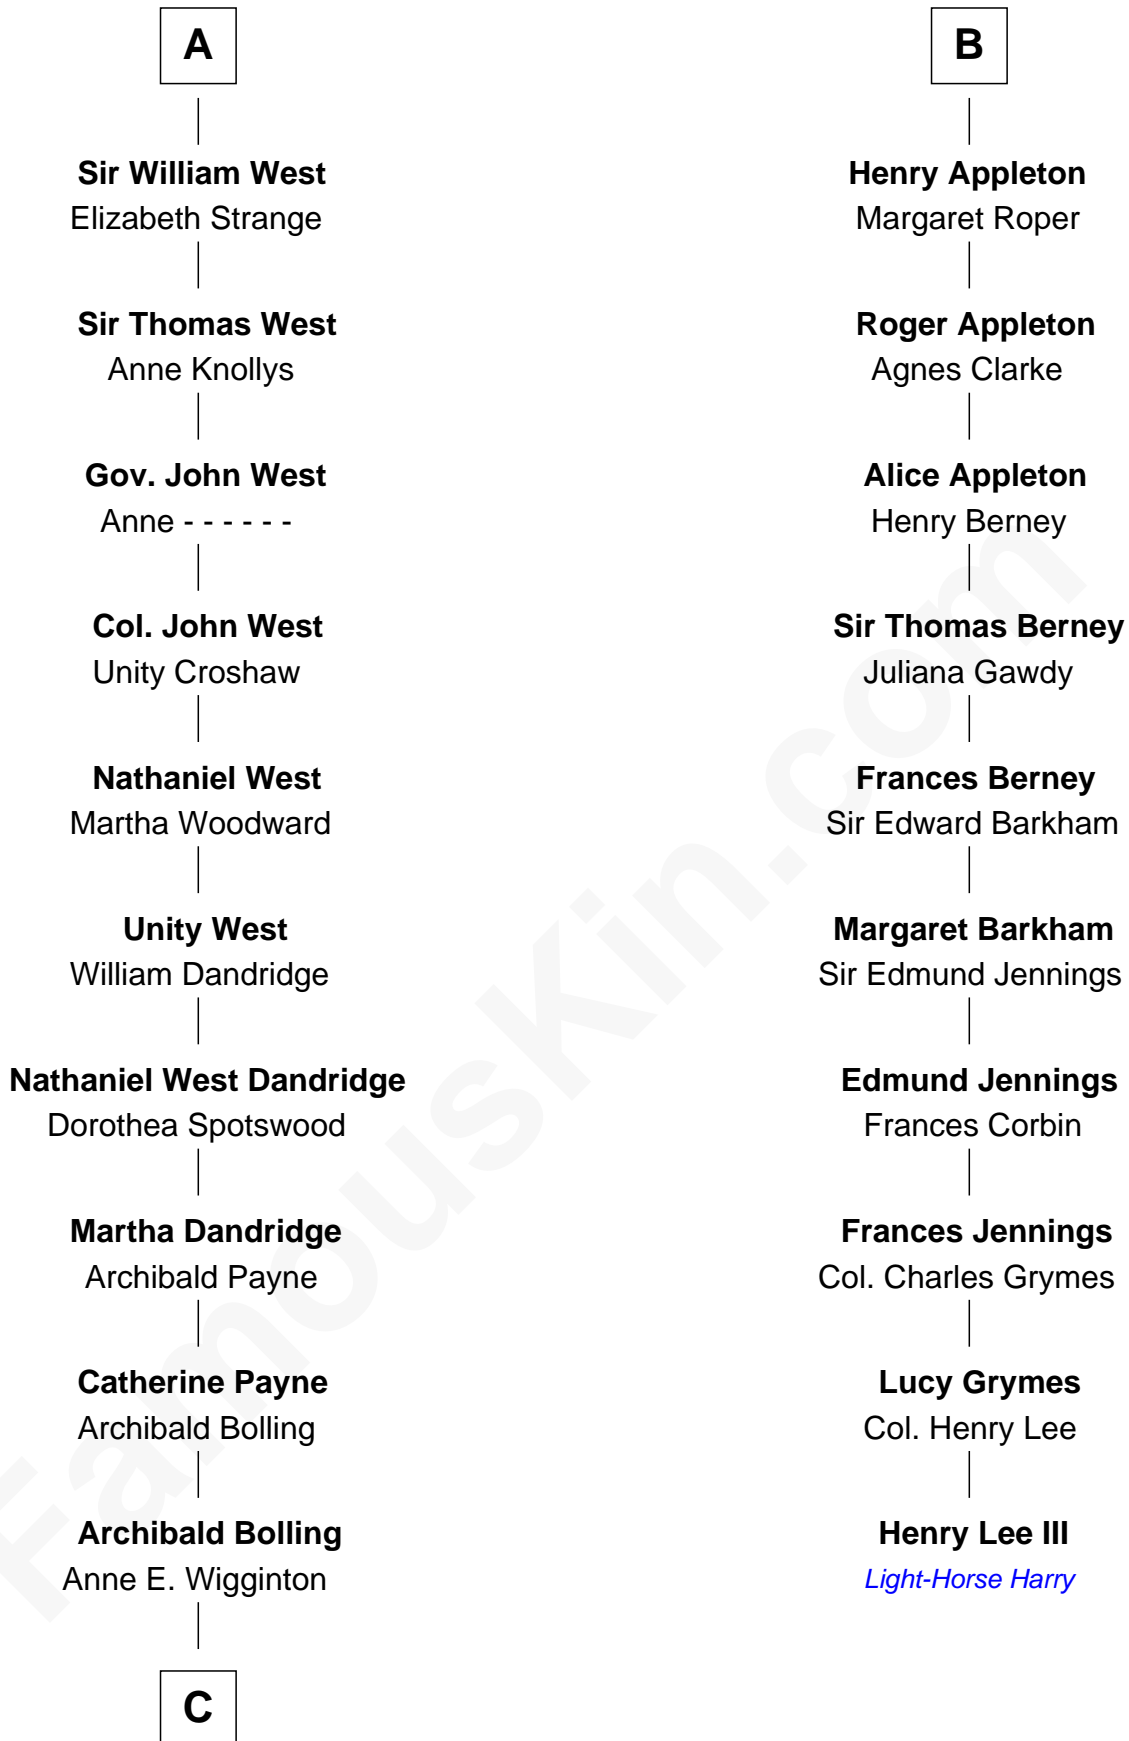 A
Sir William West
Elizabeth Strange
Sir Thomas West
Anne Knollys
Gov. John West
Anne - - - - - -
Col. John West
Unity Croshaw
Nathaniel West
Martha Woodward
Unity West
William Dandridge
Nathaniel West Dandridge
Dorothea Spotswood
Martha Dandridge
Archibald Payne
Catherine Payne
Archibald Bolling
Archibald Bolling
Anne E. Wigginton
C
B
Henry Appleton
Margaret Roper
Roger Appleton
Agnes Clarke
Alice Appleton
Henry Berney
Sir Thomas Berney
Juliana Gawdy
Frances Berney
Sir Edward Barkham
Margaret Barkham
Sir Edmund Jennings
Edmund Jennings
Frances Corbin
Frances Jennings
Col. Charles Grymes
Lucy Grymes
Col. Henry Lee
Henry Lee III
Light-Horse Harry
FamousKin.com